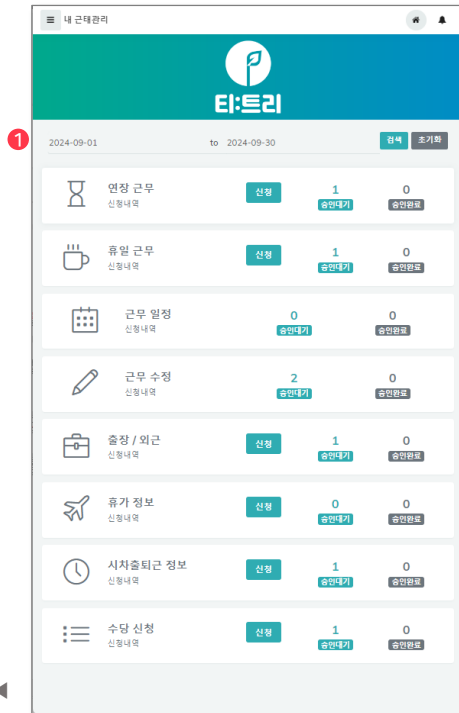 내 근태관리
타:트리
1
2024-09-01 to 2024-09-30 검색 초기화
연장 근무 신청 1 0
신청내역 승인대기 승인완료
휴일 근무 신청 1 0
신청내역 승인대기 승인완료
근무 일정 0 0
신청내역 승인대기 승인완료
근무 수정 2 0
신청내역 승인대기 승인완료
출장 / 외근 신청 1 0
신청내역 승인대기 승인완료
휴가 정보 신청 0 0
신청내역 승인대기 승인완료
시차출퇴근 정보 신청 1 0
신청내역 승인대기 승인완료
수당 신청 신청 1 0
신청내역 승인대기 승인완료